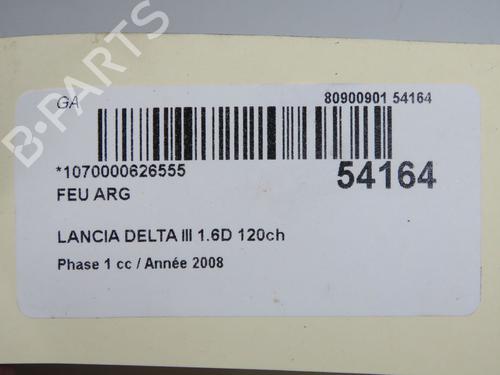 GA 80900901 54164
*1070000626555
54164
FEU ARG
LANCIA DELTA III 1.6D 120ch
Phase 1 cc / Année 2008
B-PARTS